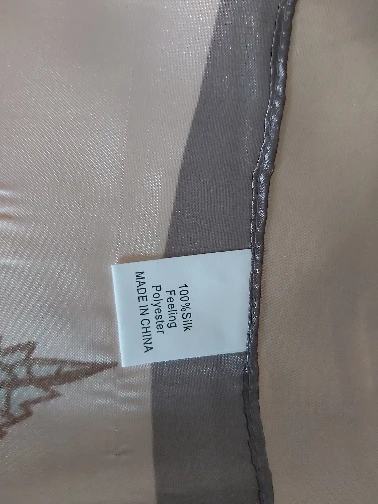 100%Silk
Feeling
Polyester
MADE IN CHINA